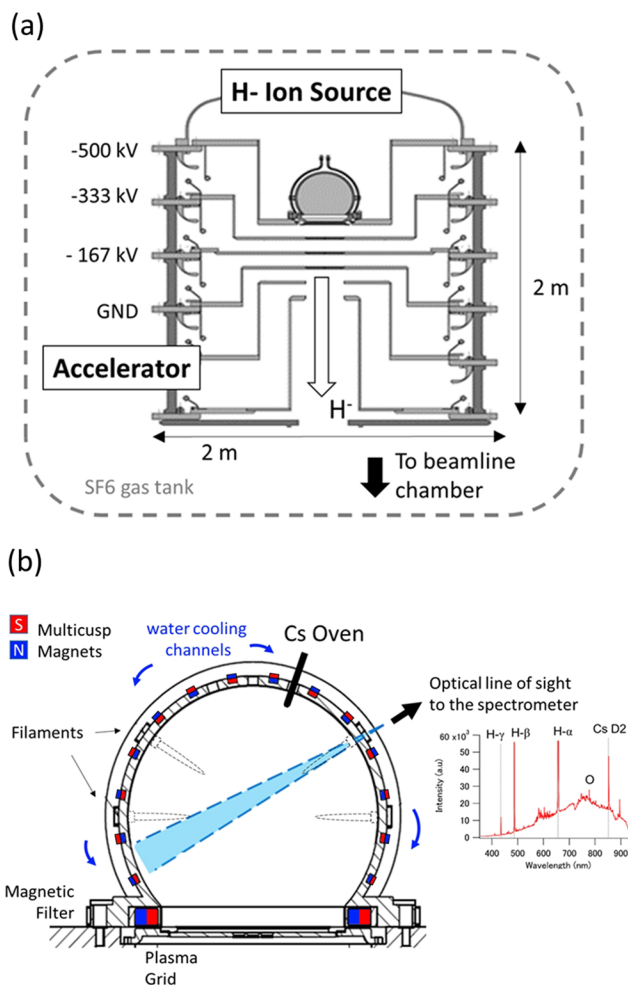 (a)
H- Ion Source
-500 kV
-333 kV
- 167 kV
GND
2 m
Accelerator
H-
2 m
To beamline
chamber
SF6 gas tank
(b)
S Multicusp
N Magnets
water cooling
channels
Cs Oven
Optical line of sight
to the spectrometer
Filaments
60 x10³
50
40
30
20
10
0
Intensity (a.u)
H-γ
H-β
H-α
Cs D2
O
400 500 600 700 800 900
Wavelength (nm)
Magnetic
Filter
Plasma
Grid